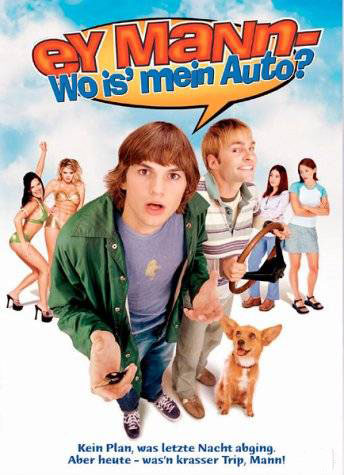 EY MANN-
WO IS' MEIN AUTO?
Kein Plan, was letzte Nacht abging.
Aber heute - was'n krasser Trip, Mann!